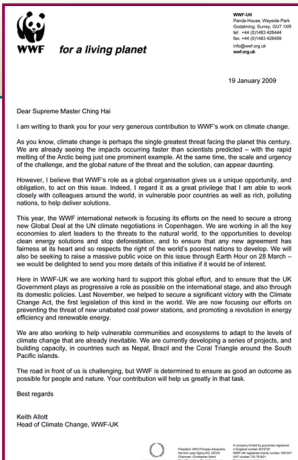 WWF-UK
Panda House, Weyside Park
Godalming, Surrey, GU7 1XR
tel: +44 (0)1483 426444
fax: +44 (0)1483 426409
info@wwf.org.uk
wwf.org.uk
WWF
for a living planet
19 January 2009
Dear Supreme Master Ching Hai
I am writing to thank you for your very generous contribution to WWF's work on climate change.
As you know, climate change is perhaps the single greatest threat facing the planet this century.
We are already seeing the impacts occurring faster than scientists predicted – with the rapid
melting of the Arctic being just one prominent example. At the same time, the scale and urgency
of the challenge, and the global nature of the threat and the solution, can appear daunting.
However, I believe that WWF's role as a global organisation gives us a unique opportunity, and
obligation, to act on this issue. Indeed, I regard it as a great privilege that I am able to work
closely with colleagues around the world, in vulnerable poor countries as well as rich, polluting
nations, to help deliver solutions.
This year, the WWF international network is focusing its efforts on the need to secure a strong
new Global Deal at the UN climate negotiations in Copenhagen. We are working in all the key
economies to alert leaders to the threats to the natural world, to the opportunities to develop
clean energy solutions and stop deforestation, and to ensure that any new agreement has
fairness at its heart and so respects the right of the world's poorest nations to develop. We will
also be seeking to raise a massive public voice on this issue through Earth Hour on 28 March –
we would be delighted to send you more details of this initiative if it would be of interest.
Here in WWF-UK we are working hard to support this global effort, and to ensure that the UK
Government plays as progressive a role as possible on the international stage, and also through
its domestic policies. Last November, we helped to secure a significant victory with the Climate
Change Act, the first legislation of this kind in the world. We are now focusing our efforts on
preventing the threat of new unabated coal power stations, and promoting a revolution in energy
efficiency and renewable energy.
We are also working to help vulnerable communities and ecosystems to adapt to the levels of
climate change that are already inevitable. We are currently developing a series of projects, and
building capacity, in countries such as Nepal, Brazil and the Coral Triangle around the South
Pacific islands.
The road in front of us is challenging, but WWF is determined to ensure as good an outcome as
possible for people and nature. Your contribution will help us greatly in that task.
Best regards
Keith Allott
Head of Climate Change, WWF-UK